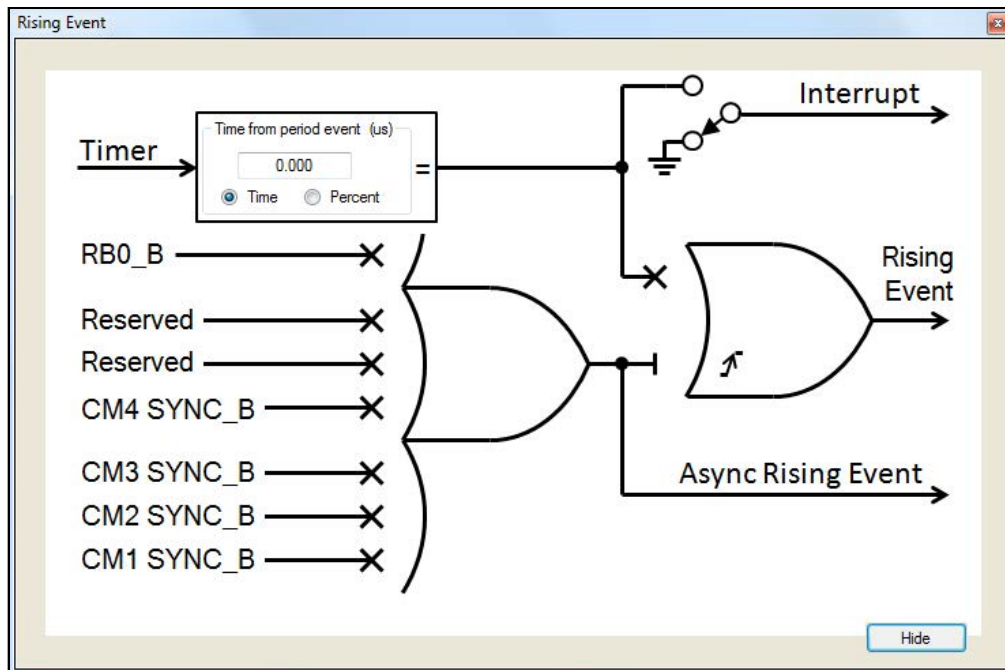 Rising Event
Timer
Time from period event (us)
0.000
Time
Percent
=
Interrupt
RB0_B
Reserved
Reserved
CM4 SYNC_B
CM3 SYNC_B
CM2 SYNC_B
CM1 SYNC_B
Rising
Event
Async Rising Event
Hide